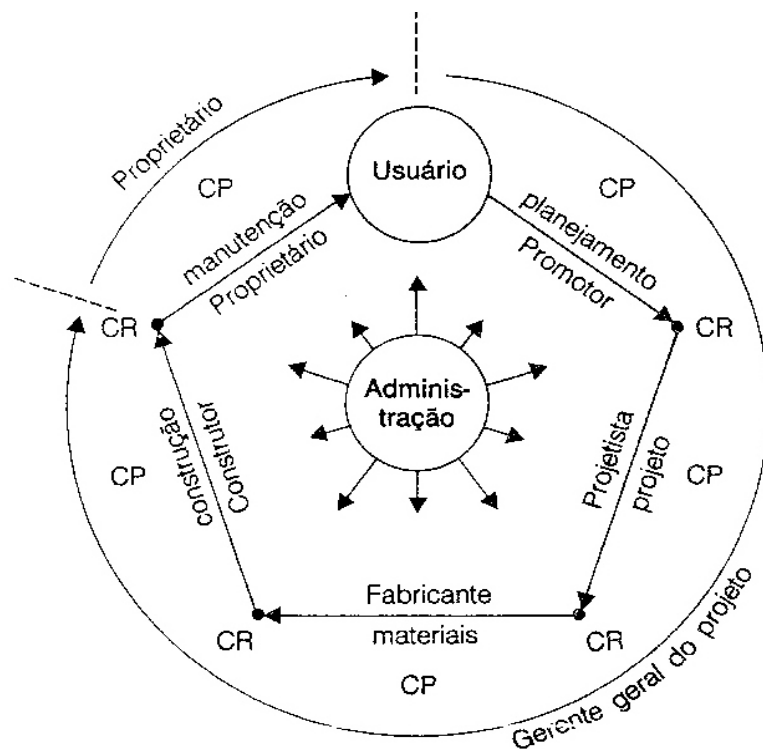 Proprietário
CP
Usuário
CP
manutenção
Proprietário
planejamento
Promotor
CR
CR
Adminis-
tração
construção
Construtor
CP
Projetista
projeto
CP
Fabricante
materiais
CR
CR
CP
Gerente geral do projeto